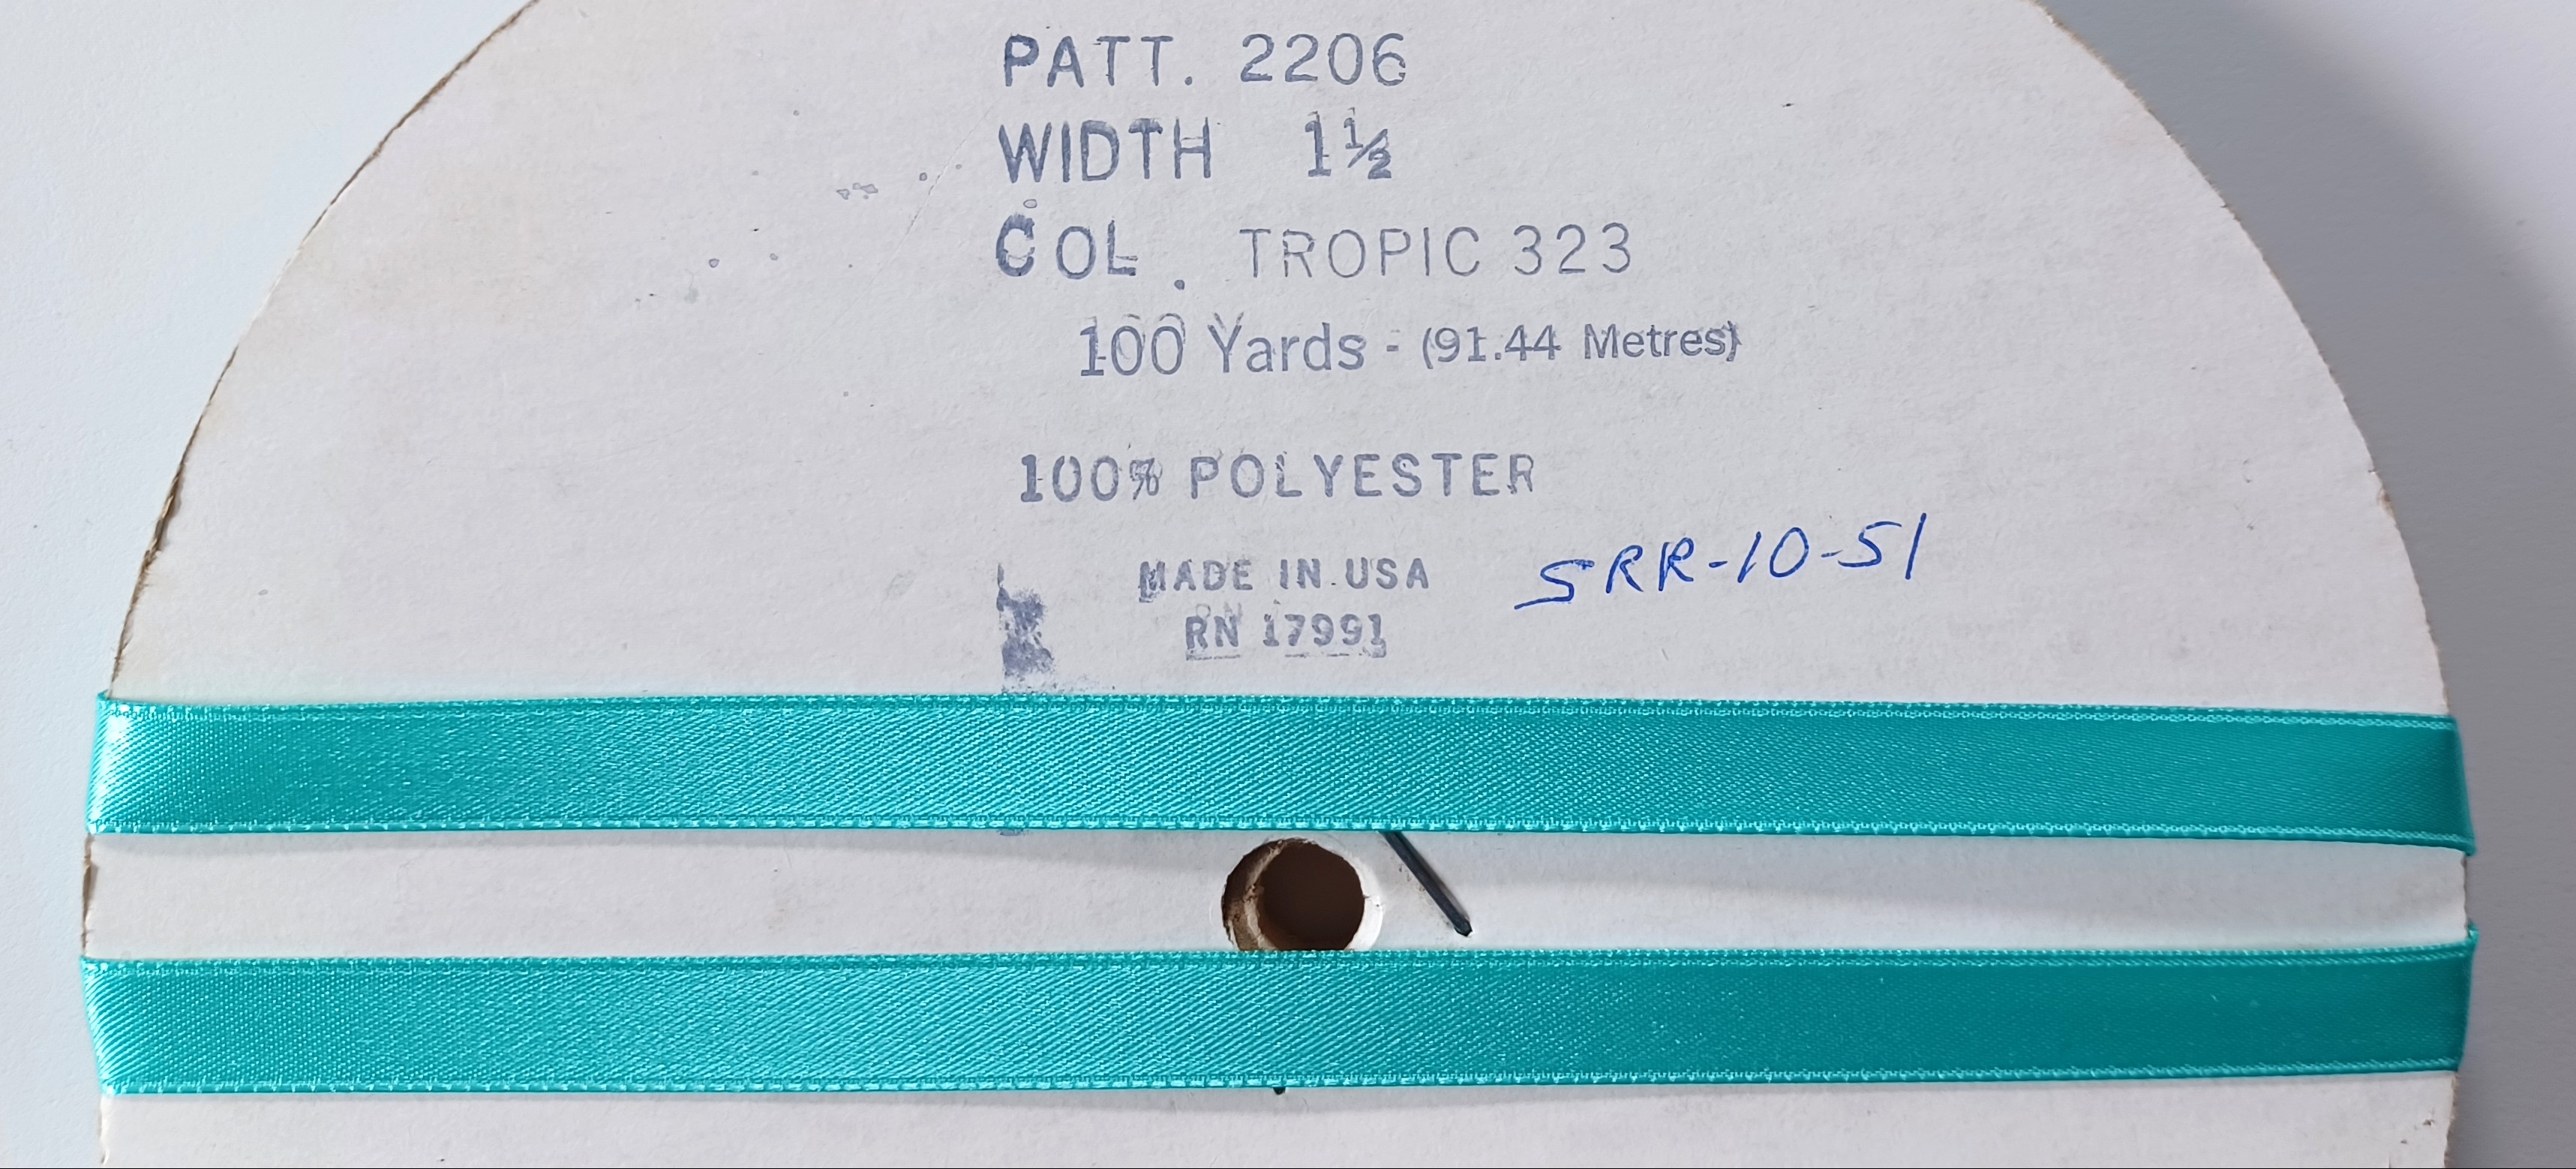 PATT. 2206
WIDTH 1½
COL. TROPIC 323
100 Yards - (91.44 Metres)
100% POLYESTER
MADE IN USA
SRR-10-51
RN 17991